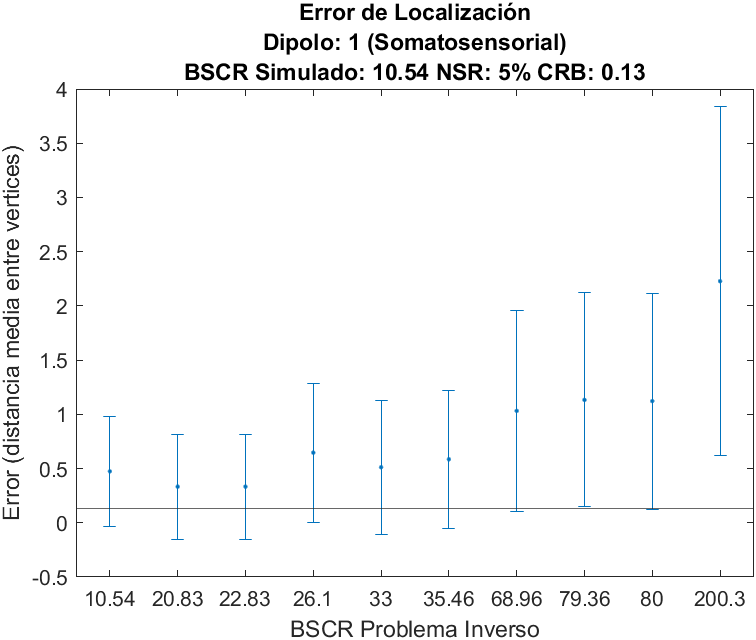 Error de Localización
Dipolo: 1 (Somatosensorial)
BSCR Simulado: 10.54 NSR: 5% CRB: 0.13
Error (distancia media entre vertices)
4
3.5
3
2.5
2
1.5
1
0.5
0
-0.5
10.54 20.83 22.83 26.1 33 35.46 68.96 79.36 80 200.3
BSCR Problema Inverso